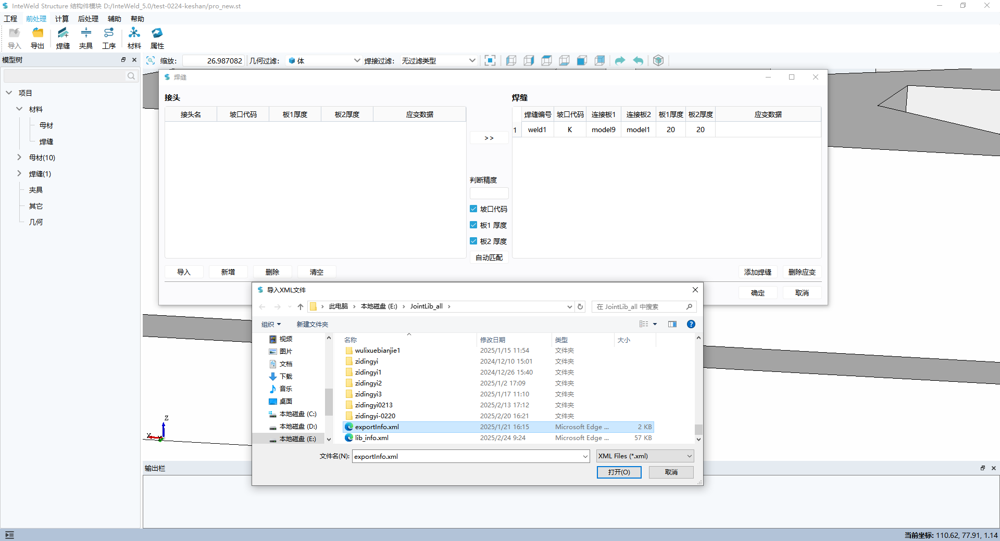 InteWeld Structure 结构件模块 D:/InteWeld_5.0/test-0224-keshan/pro_new.st
工程 前处理 计算 后处理 辅助 帮助
导入 导出 焊缝 夹具 工序 材料 属性
模型树
缩放: 26.987082 几何过滤: 体 焊接过滤: 无过滤类型
项目
材料
母材
焊缝
母材(10)
焊缝(1)
夹具
其它
几何
焊缝
接头
接头名 坡口代码 板1厚度 板2厚度 应变数据
>>
判断精度
坡口代码
板1 厚度
板2 厚度
自动匹配
焊缝
焊缝编号 坡口代码 连接板1 连接板2 板1厚度 板2厚度 应变数据
1 weld1 K model9 model1 20 20
导入 新增 删除 清空
添加焊缝 删除应变
确定 取消
导入XML文件
此电脑 本地磁盘 (E:) JointLib_all
在 JointLib_all 中搜索
组织 新建文件夹
视频
图片
文档
下载
音乐
桌面
本地磁盘 (C:)
本地磁盘 (D:)
本地磁盘 (E:)
名称 修改日期 类型 大小
wulixuebianjie1 2025/1/15 11:54 文件夹
zidingyi 2024/12/10 15:01 文件夹
zidingyi1 2024/12/26 15:40 文件夹
zidingyi2 2025/1/2 17:09 文件夹
zidingyi3 2025/1/17 11:10 文件夹
zidingyi0213 2025/2/13 17:12 文件夹
zidingyi-0220 2025/2/20 16:21 文件夹
exportInfo.xml 2025/1/21 16:15 Microsoft Edge ... 2 KB
lib_info.xml 2025/2/24 9:24 Microsoft Edge ... 57 KB
文件名(N): exportInfo.xml XML Files (*.xml)
打开(O) 取消
Z
X
输出栏
当前坐标: 110.62, 77.91, 1.14